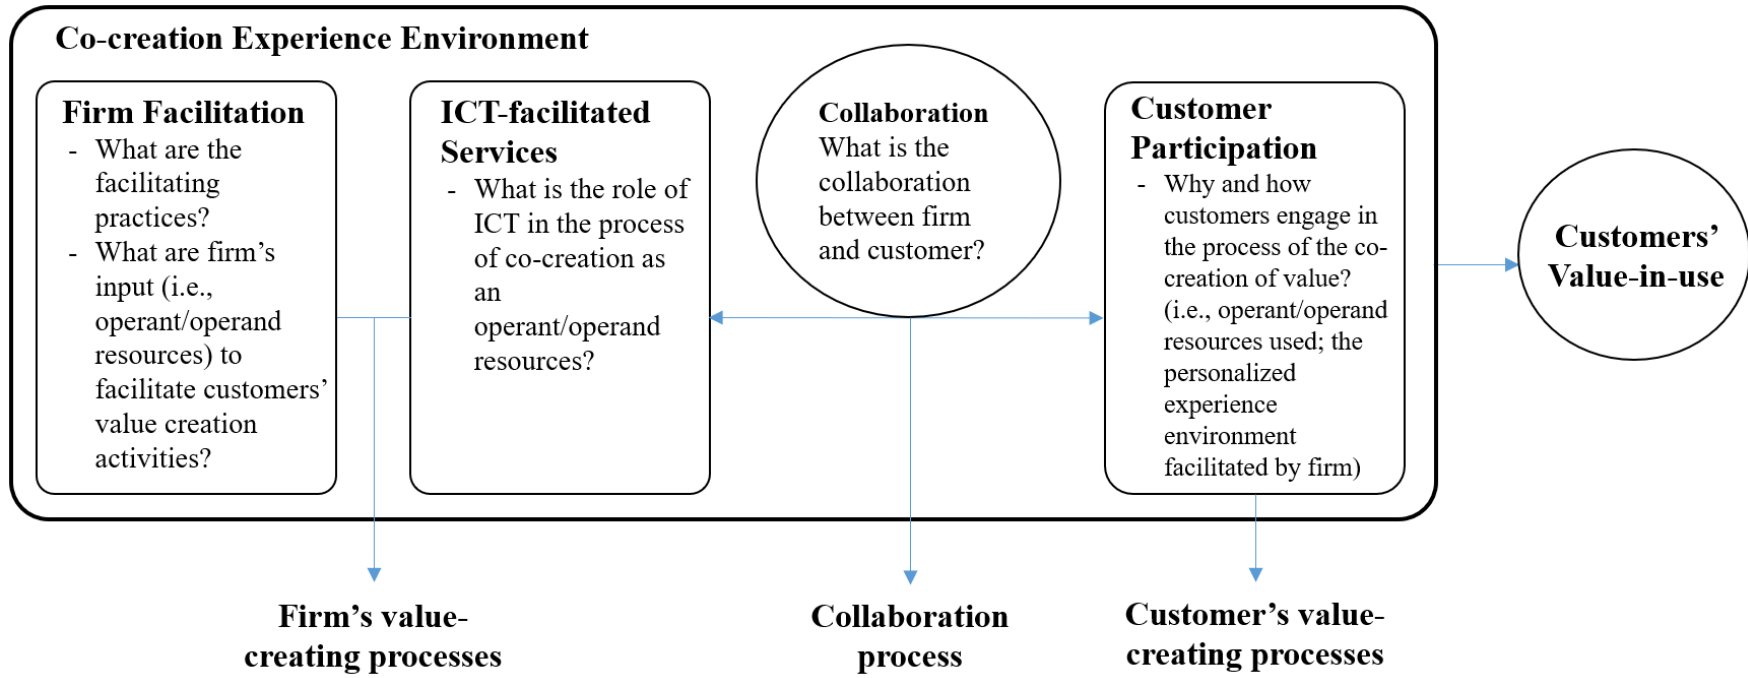 Co-creation Experience Environment
Firm Facilitation
- What are the
facilitating
practices?
- What are firm's
input (i.e.,
operant/operand
resources) to
facilitate customers'
value creation
activities?
ICT-facilitated
Services
- What is the role of
ICT in the process
of co-creation as
an
operant/operand
resources?
Collaboration
What is the
collaboration
between firm
and customer?
Customer
Participation
- Why and how
customers engage in
the process of the co-
creation of value?
(i.e., operant/operand
resources used; the
personalized
experience
environment
facilitated by firm)
Customers'
Value-in-use
Firm's value-
creating processes
Collaboration
process
Customer's value-
creating processes